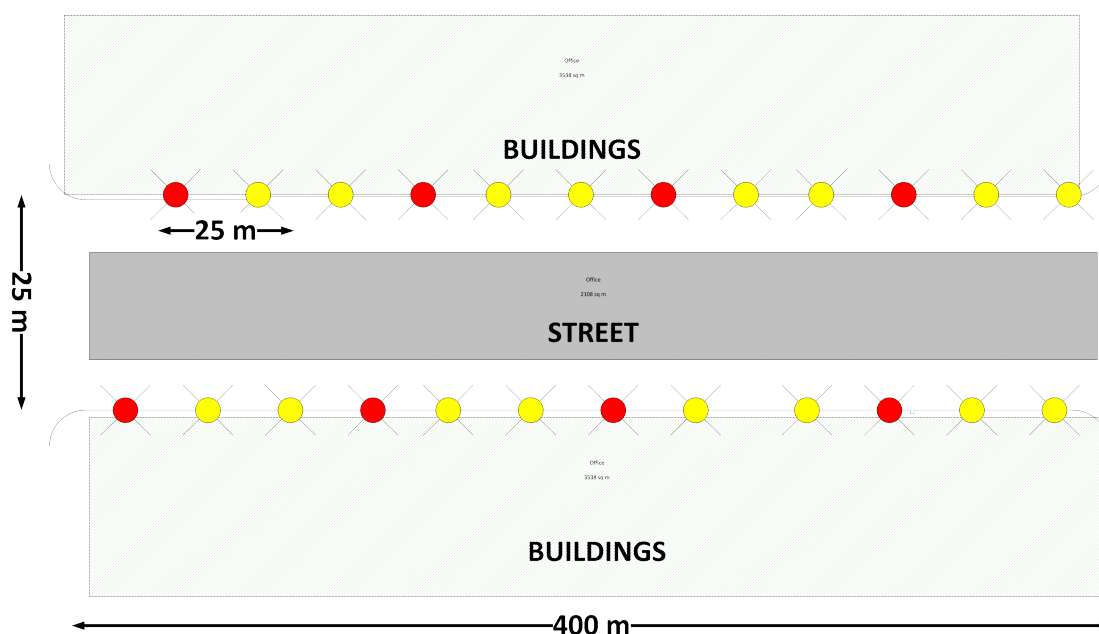 Office
3538 sq m
BUILDINGS
25 m
25 m
Office
2108 sq m
STREET
Office
3538 sq m
BUILDINGS
400 m